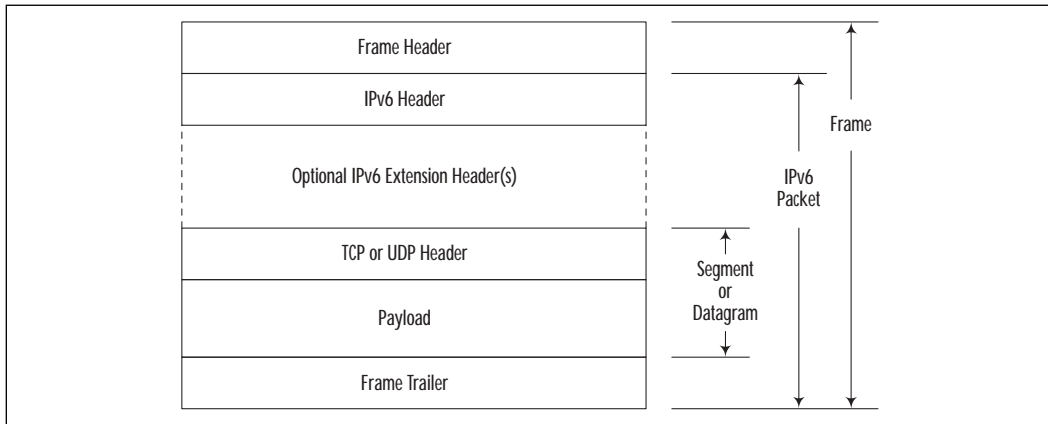 Frame Header
IPv6 Header
Optional IPv6 Extension Header(s)
TCP or UDP Header
Payload
Frame Trailer
Segment
or
Datagram
IPv6
Packet
Frame